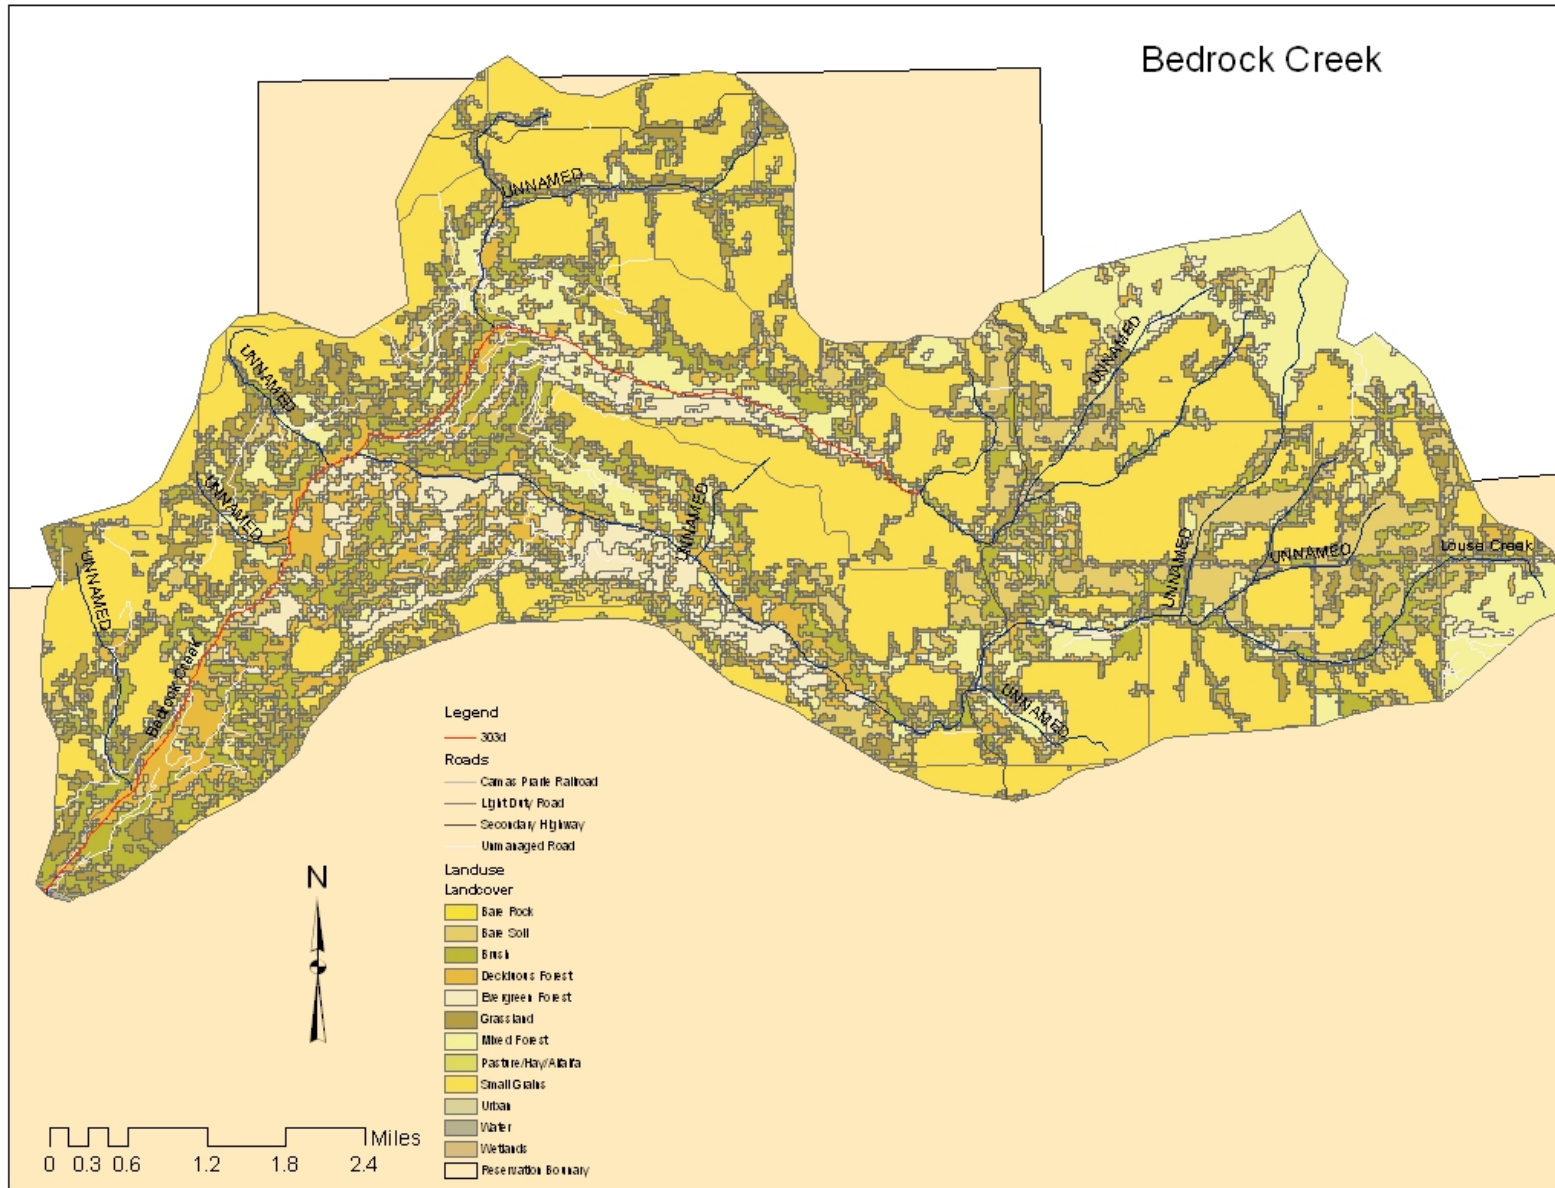 Bedrock Creek
UNNAMED
UNNAMED
UNNAMED
UNNAMED
UNNAMED
UNNAMED
UNNAMED
UNNAMED
Louse Creek
UNNAMED
Bedrock Creek
Legend
303d
Roads
Camas Prairie Railroad
Light Duty Road
Secondary Highway
Unmanaged Road
Landuse
Landcover
Bare Rock
Bare Soil
Brush
Deciduous Forest
Evergreen Forest
Grassland
Mixed Forest
Pasture/Hay/Alfalfa
Small Grains
Urban
Water
Wetlands
Reservation Boundary
N
Miles
0 0.3 0.6 1.2 1.8 2.4